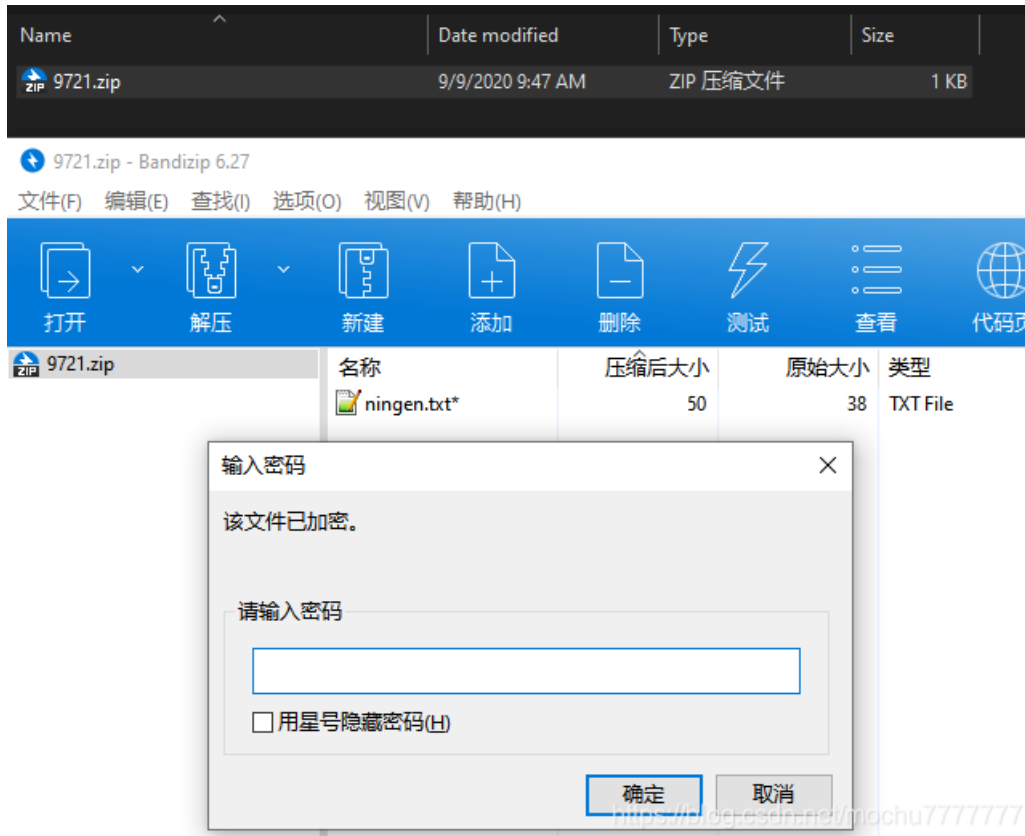 Name Date modified Type Size
9721.zip 9/9/2020 9:47 AM ZIP 压缩文件 1 KB
9721.zip - Bandizip 6.27
文件(F) 编辑(E) 查找(I) 选项(O) 视图(V) 帮助(H)
打开 解压 新建 添加 删除 测试 查看 代码页
9721.zip 名称 压缩后大小 原始大小 类型
ningen.txt* 50 38 TXT File
输入密码
该文件已加密。
请输入密码
用星号隐藏密码(H)
确定 取消
https://blog.csdn.net/mochu7777777